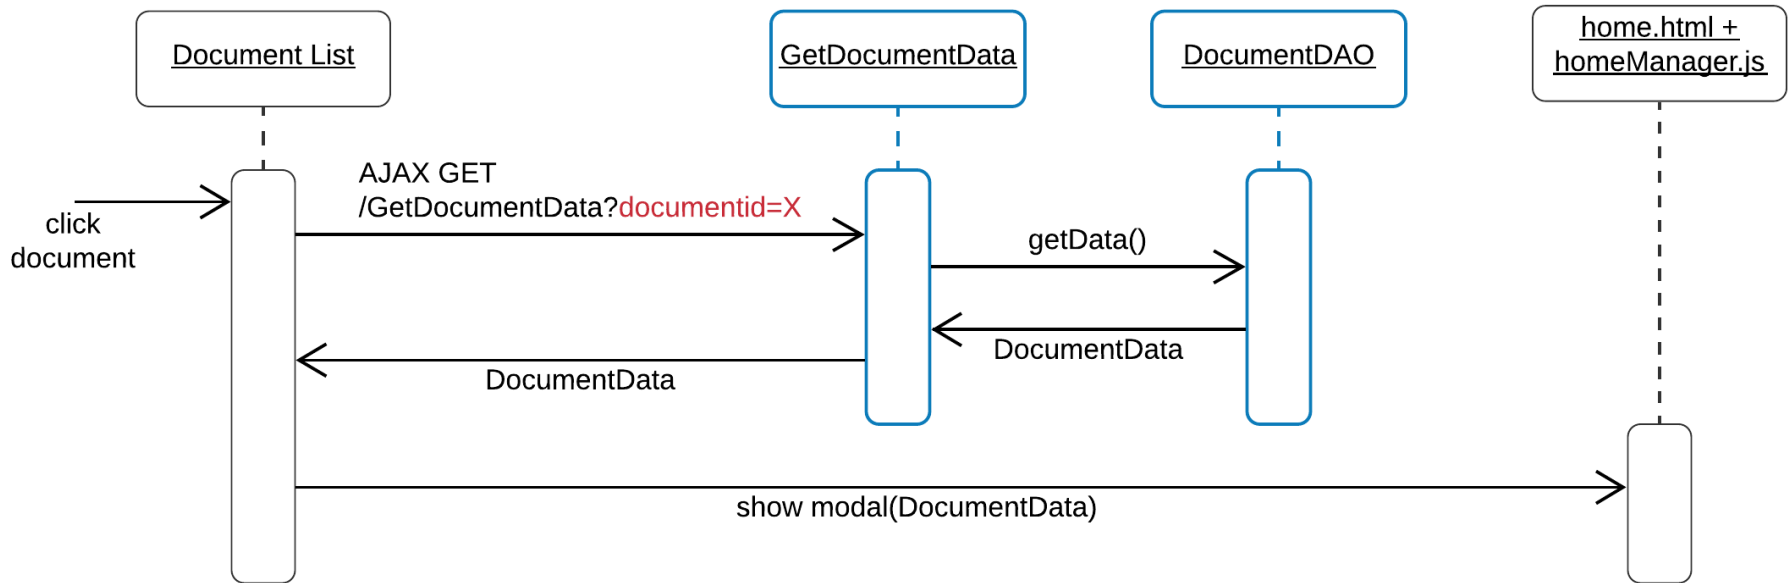 Document List
GetDocumentData
DocumentDAO
home.html +
homeManager.js
click
document
AJAX GET
/GetDocumentData?documentid=X
getData()
DocumentData
DocumentData
show modal(DocumentData)